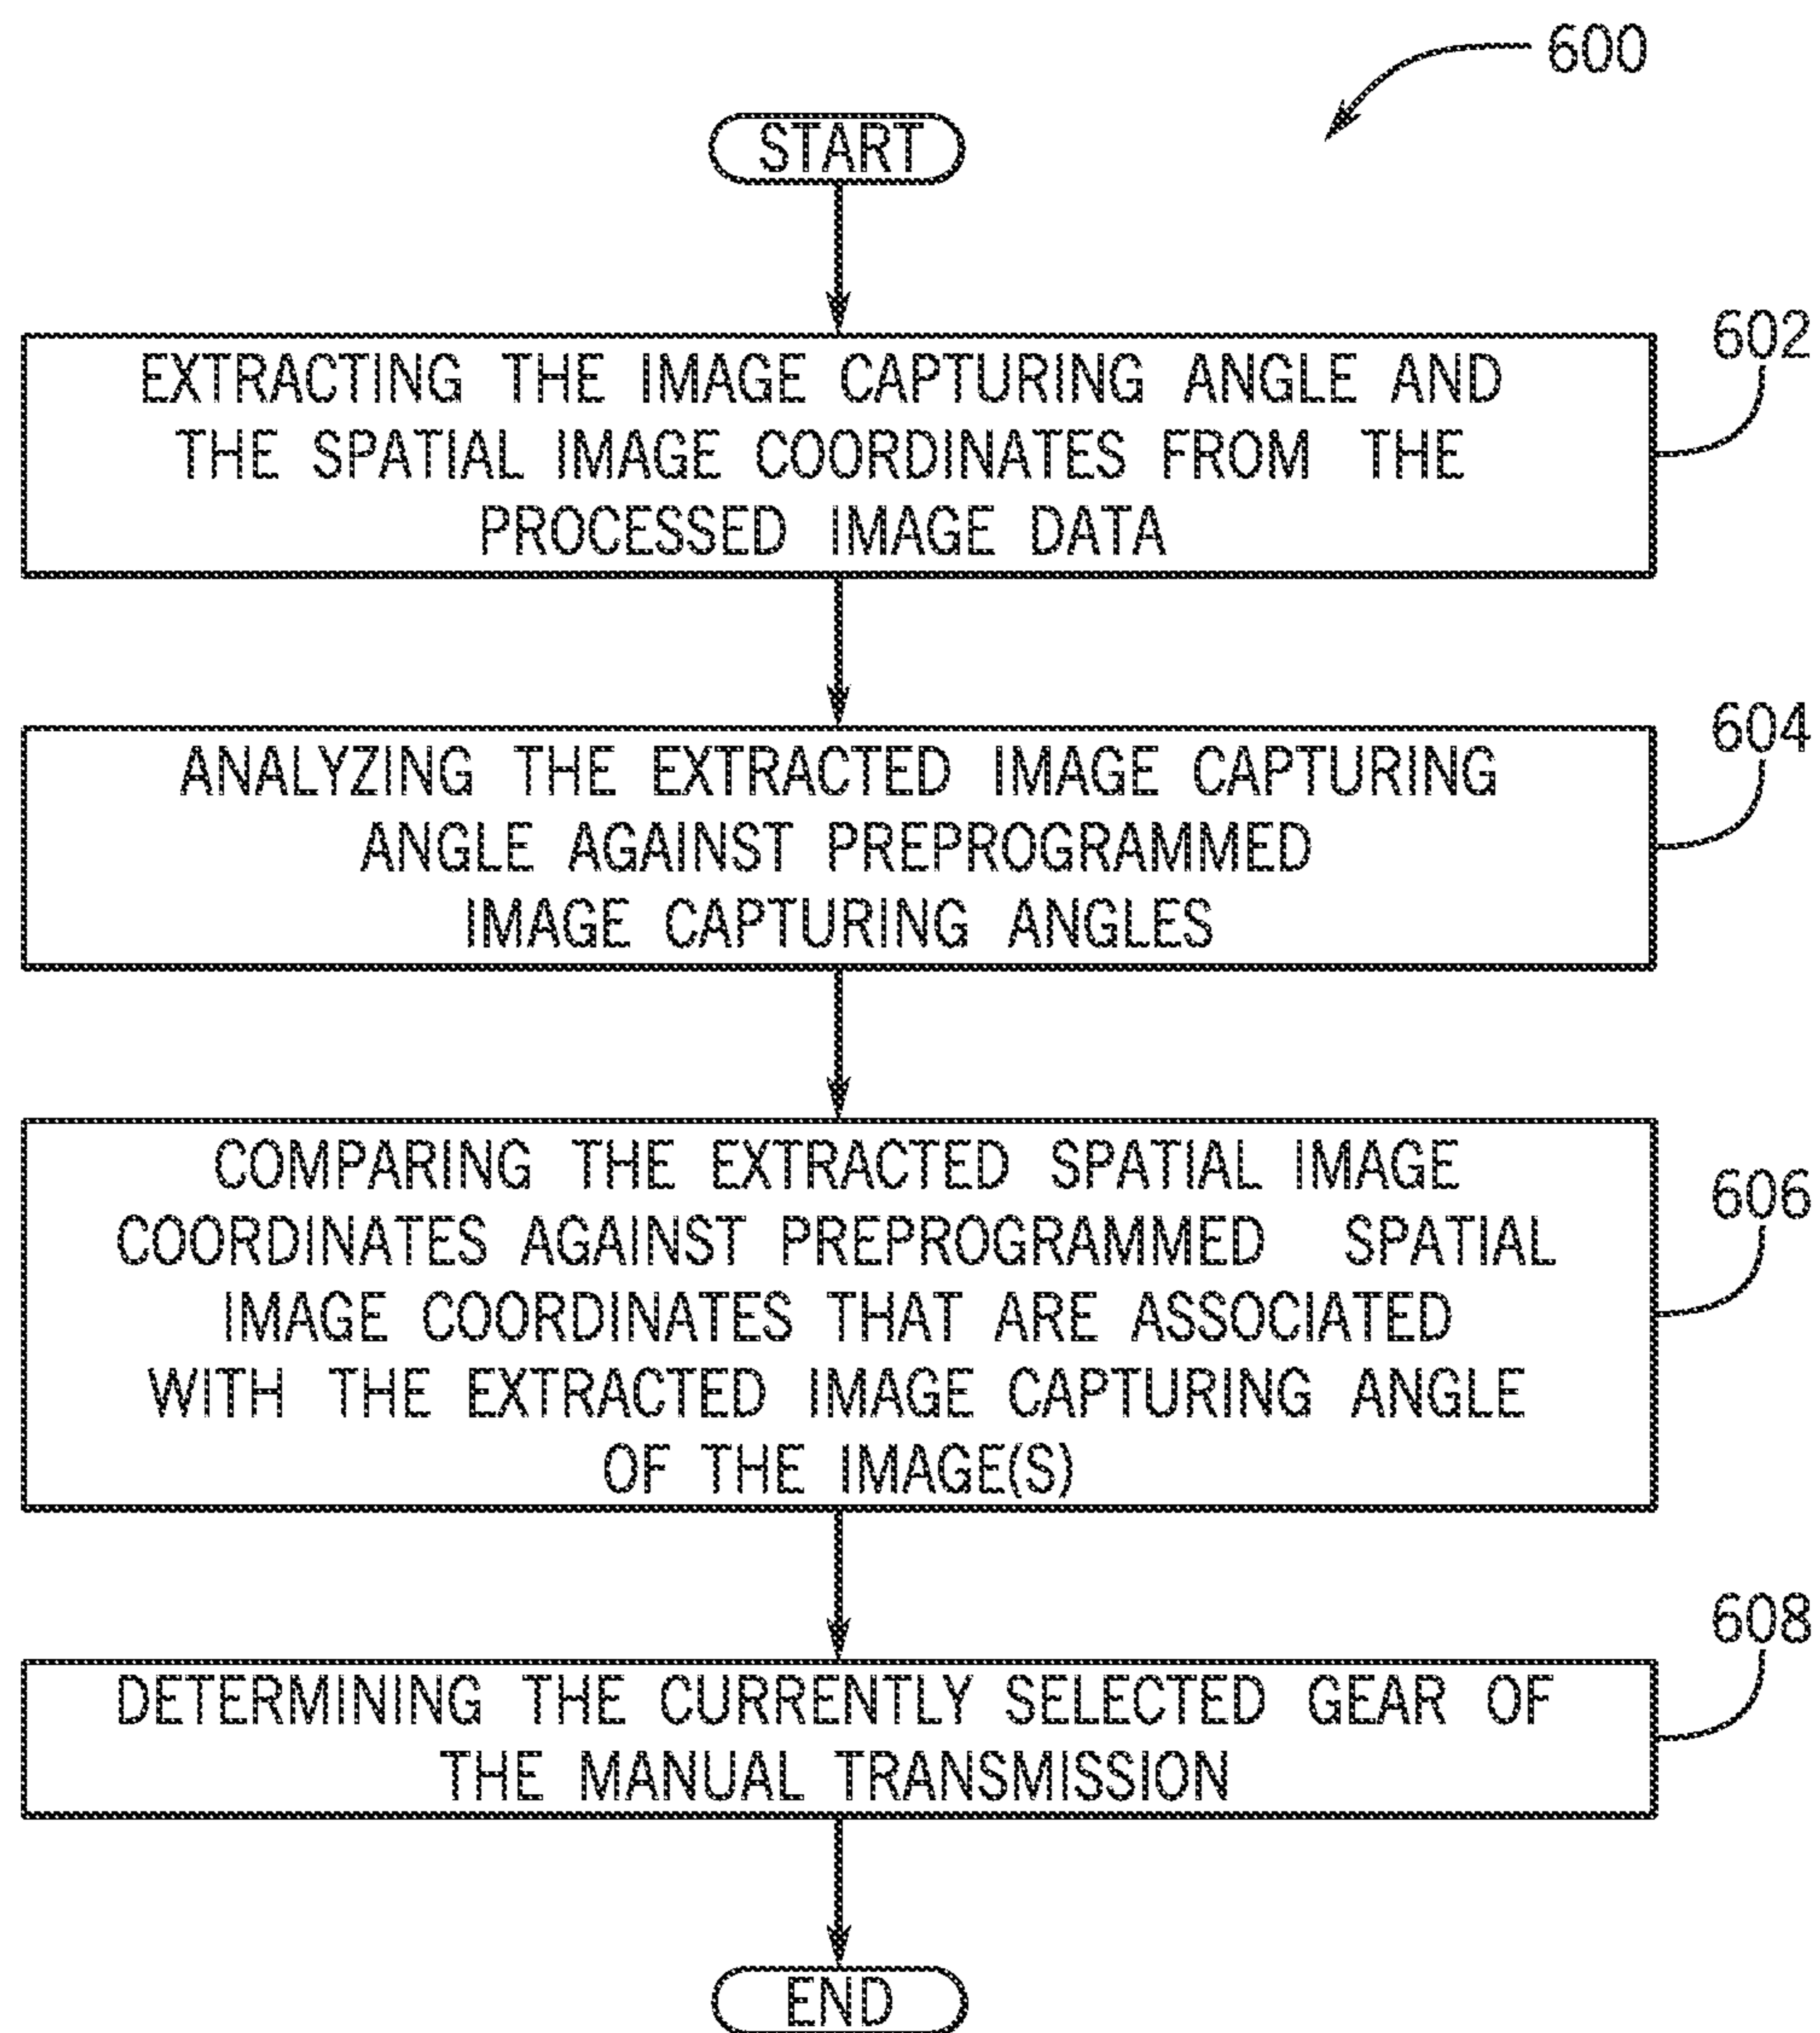 600
START
602
EXTRACTING THE IMAGE CAPTURING ANGLE AND
THE SPATIAL IMAGE COORDINATES FROM THE
PROCESSED IMAGE DATA
604
ANALYZING THE EXTRACTED IMAGE CAPTURING
ANGLE AGAINST PREPROGRAMMED
IMAGE CAPTURING ANGLES
606
COMPARING THE EXTRACTED SPATIAL IMAGE
COORDINATES AGAINST PREPROGRAMMED SPATIAL
IMAGE COORDINATES THAT ARE ASSOCIATED
WITH THE EXTRACTED IMAGE CAPTURING ANGLE
OF THE IMAGE(S)
608
DETERMINING THE CURRENTLY SELECTED GEAR OF
THE MANUAL TRANSMISSION
END